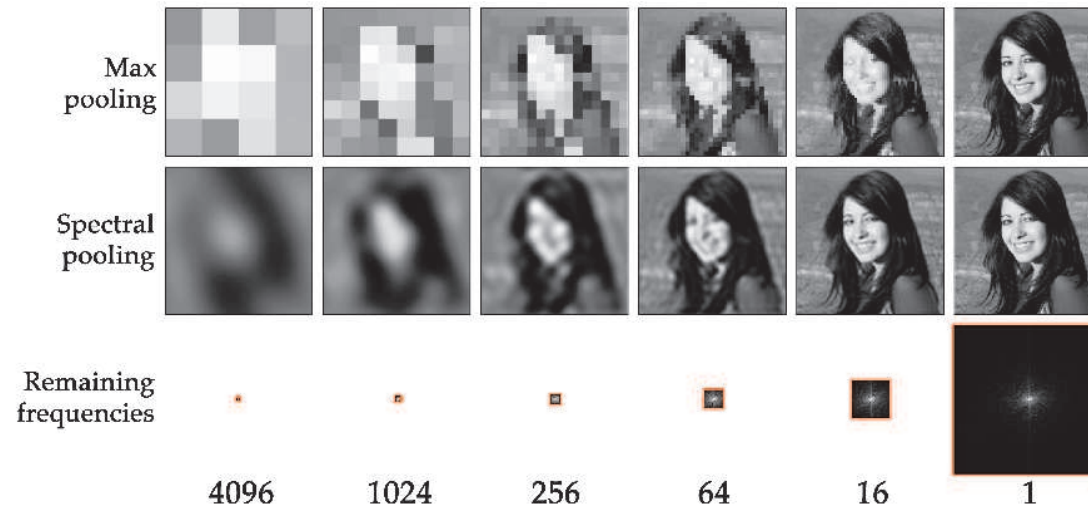 Max
pooling
Spectral
pooling
Remaining
frequencies
4096 1024 256 64 16 1